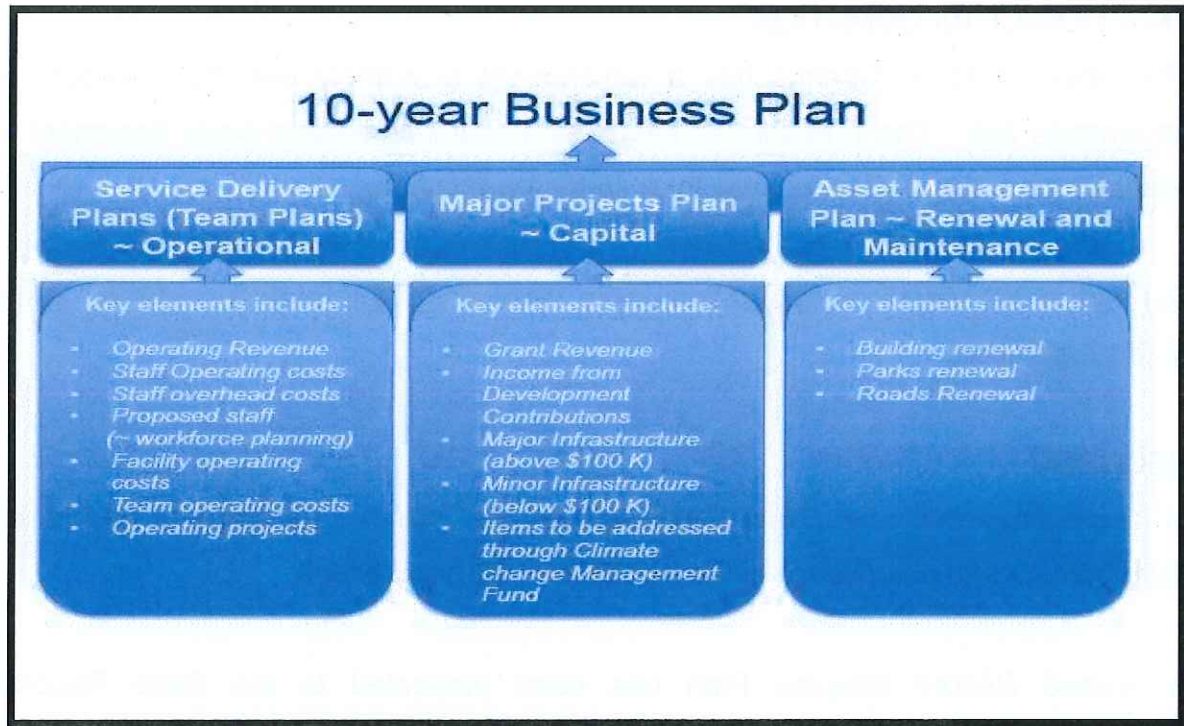 10-year Business Plan
Service Delivery
Plans (Team Plans)
~ Operational
Major Projects Plan
~ Capital
Asset Management
Plan ~ Renewal and
Maintenance
Key elements include:
• Operating Revenue
• Staff Operating costs
• Staff overhead costs
• Proposed staff
(~ workforce planning)
• Facility operating
costs
• Team operating costs
• Operating projects
Key elements include:
• Grant Revenue
• Income from
Development
Contributions
• Major Infrastructure
(above $100 K)
• Minor Infrastructure
(below $100 K)
• Items to be addressed
through Climate
change Management
Fund
Key elements include:
• Building renewal
• Parks renewal
• Roads Renewal